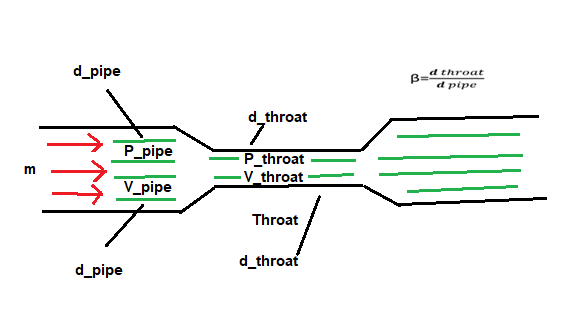 d_pipe
β=d throat
d pipe
d_throat
P_pipe
P_throat
m
V_pipe
V_throat
Throat
d_throat
d_pipe